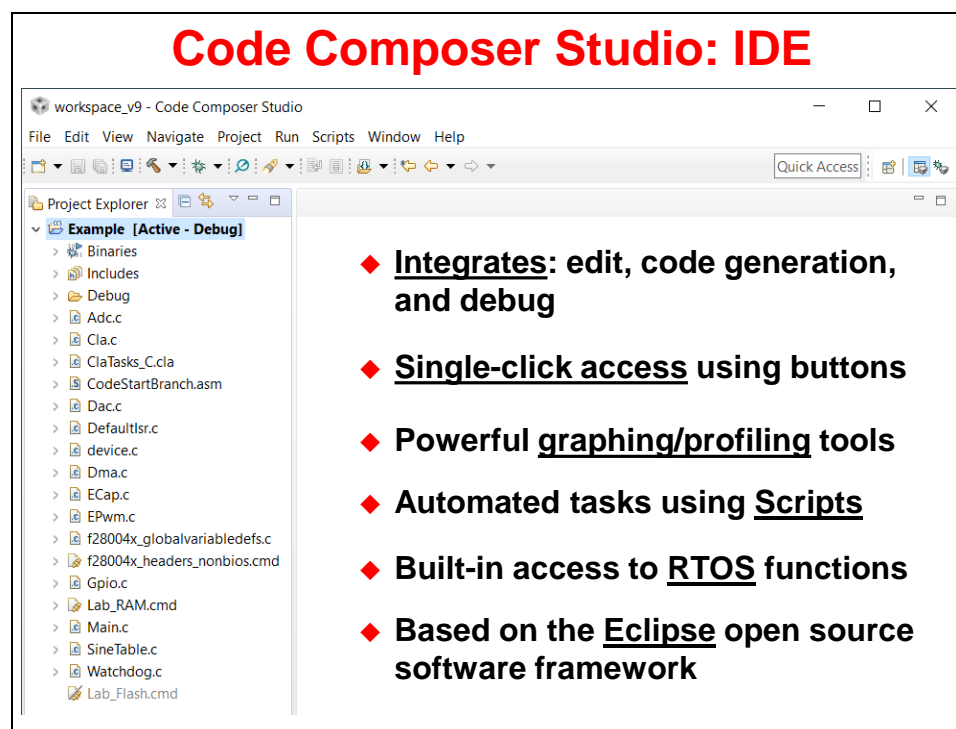 Code Composer Studio: IDE
workspace_v9 - Code Composer Studio
File Edit View Navigate Project Run Scripts Window Help
Quick Access
Project Explorer
Example [Active - Debug]
Binaries
Includes
Debug
Adc.c
Cla.c
ClaTasks_C.cla
CodeStartBranch.asm
Dac.c
DefaultIsr.c
device.c
Dma.c
ECap.c
EPwm.c
f28004x_globalvariabledefs.c
f28004x_headers_nonbios.cmd
Gpio.c
Lab_RAM.cmd
Main.c
SineTable.c
Watchdog.c
Lab_Flash.cmd
Integrates: edit, code generation,
and debug
Single-click access using buttons
Powerful graphing/profiling tools
Automated tasks using Scripts
Built-in access to RTOS functions
Based on the Eclipse open source
software framework